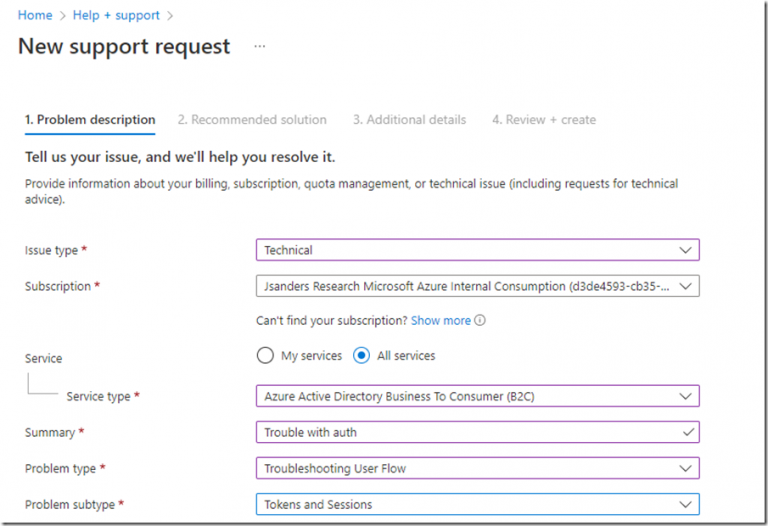 Home > Help + support >
New support request ...
1. Problem description 2. Recommended solution 3. Additional details 4. Review + create
Tell us your issue, and we'll help you resolve it.
Provide information about your billing, subscription, quota management, or technical issue (including requests for technical
advice).
Issue type * Technical
Subscription * Jsanders Research Microsoft Azure Internal Consumption (d3de4593-cb35-...
Can't find your subscription? Show more
Service My services All services
Service type * Azure Active Directory Business To Consumer (B2C)
Summary * Trouble with auth
Problem type * Troubleshooting User Flow
Problem subtype * Tokens and Sessions